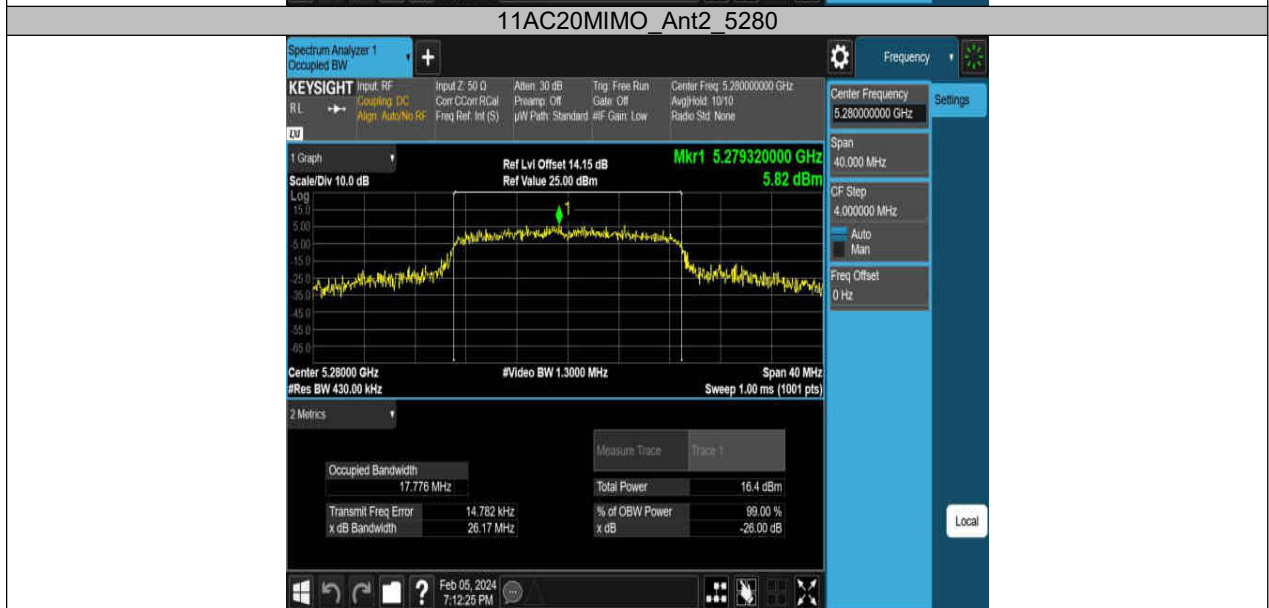 11AC20MIMO_Ant2_5280
Spectrum Analyzer 1
Occupied BW
+
Frequency
KEYSIGHT
RL
LW
Input: RF
Coupling: DC
Align: Auto/No RF
Input Z: 50 Ω
Corr CCorr RCal
Freq Ref: Int (S)
Atten: 30 dB
Preamp: Off
µW Path: Standard
Trig: Free Run
Gate: Off
#IF Gain: Low
Center Freq: 5.280000000 GHz
Avg|Hold: 10/10
Radio Std: None
Center Frequency
5.280000000 GHz
Settings
Span
40.000 MHz
CF Step
4.000000 MHz
Auto
Man
Freq Offset
0 Hz
1 Graph
Ref Lvl Offset 14.15 dB
Mkr1 5.279320000 GHz
Scale/Div 10.0 dB
Ref Value 25.00 dBm
5.82 dBm
Log
15.0
5.00
-5.00
-15.0
-25.0
-35.0
-45.0
-55.0
-65.0
1
Center 5.28000 GHz
#Video BW 1.3000 MHz
Span 40 MHz
#Res BW 430.00 kHz
Sweep 1.00 ms (1001 pts)
2 Metrics
Measure Trace
Trace 1
Occupied Bandwidth
17.776 MHz
Total Power
16.4 dBm
Transmit Freq Error
14.782 kHz
% of OBW Power
99.00 %
x dB Bandwidth
26.17 MHz
x dB
-26.00 dB
Local
?
Feb 05, 2024
7:12:25 PM